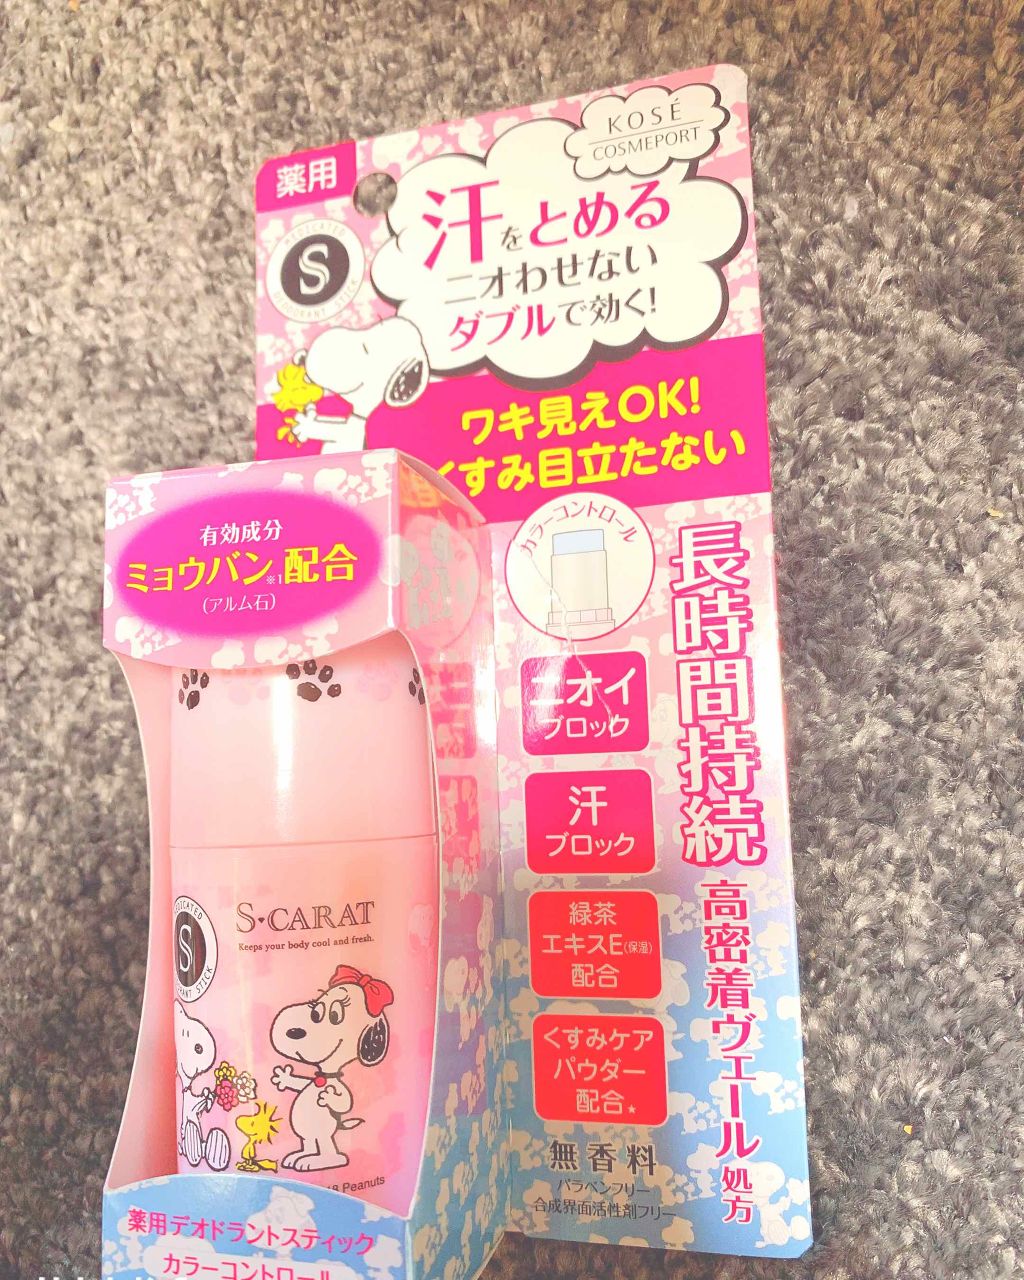 KOSÉ
COSMEPORT
薬用
MEDICATED
S
DEODORANT STICK
汗をとめる
ニオわせない
ダブルで効く!
ワキ見えOK!
くすみ目立たない
カラーコントロール
長時間持続
高密着ヴェール処方
ニオイ
ブロック
汗
ブロック
緑茶
エキスE(保湿)
配合
くすみケア
パウダー
配合★
無香料
パラベンフリー
合成界面活性剤フリー
有効成分
ミョウバン※1配合
(アルム石)
S CARAT
Keeps your body cool and fresh.
S
Peanuts
薬用デオドラントスティック
カラーコントロール